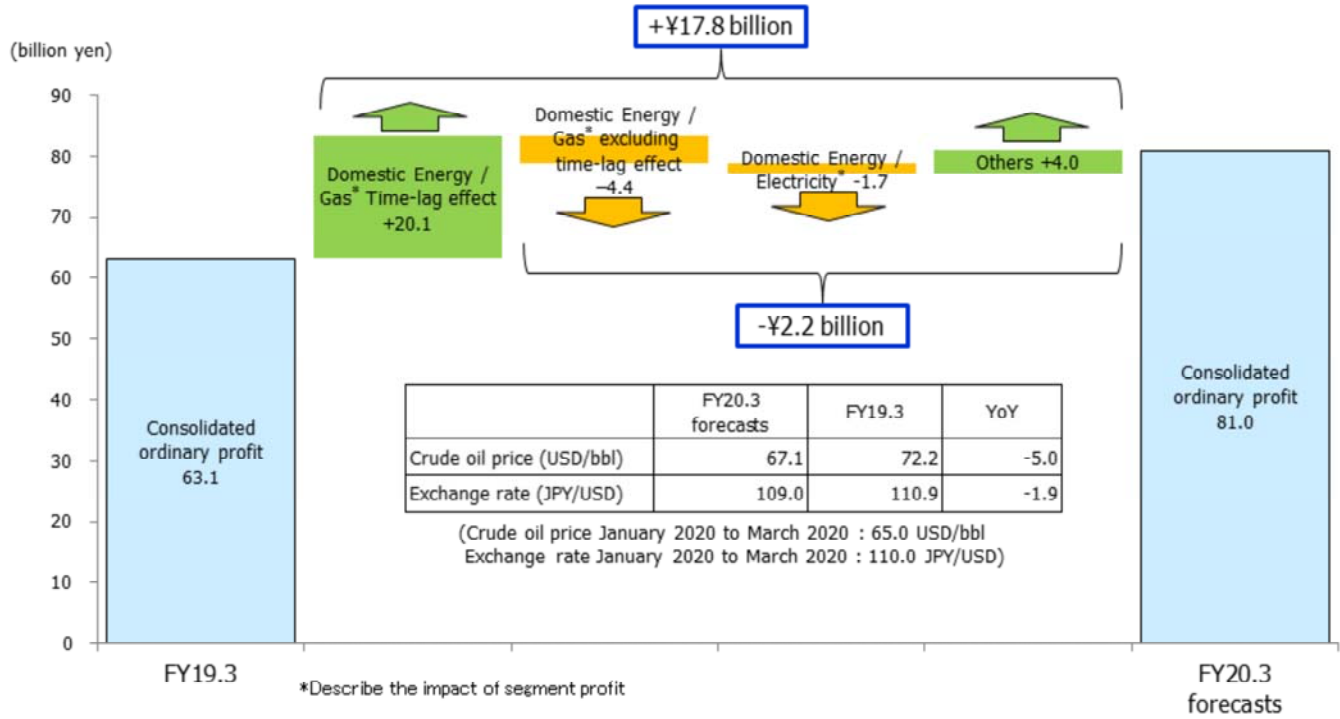 +¥17.8 billion
(billion yen)
90
80
70
60
50
40
30
20
10
0
Domestic Energy /
Gas* Time-lag effect
+20.1
Domestic Energy /
Gas* excluding
time-lag effect
−4.4
Domestic Energy /
Electricity* -1.7
Others +4.0
-¥2.2 billion
Consolidated
ordinary profit
63.1
FY20.3
forecasts
FY19.3
YoY
Crude oil price (USD/bbl) 67.1 72.2 -5.0
Exchange rate (JPY/USD) 109.0 110.9 -1.9
(Crude oil price January 2020 to March 2020 : 65.0 USD/bbl
Exchange rate January 2020 to March 2020 : 110.0 JPY/USD)
Consolidated
ordinary profit
81.0
FY19.3
*Describe the impact of segment profit
FY20.3
forecasts